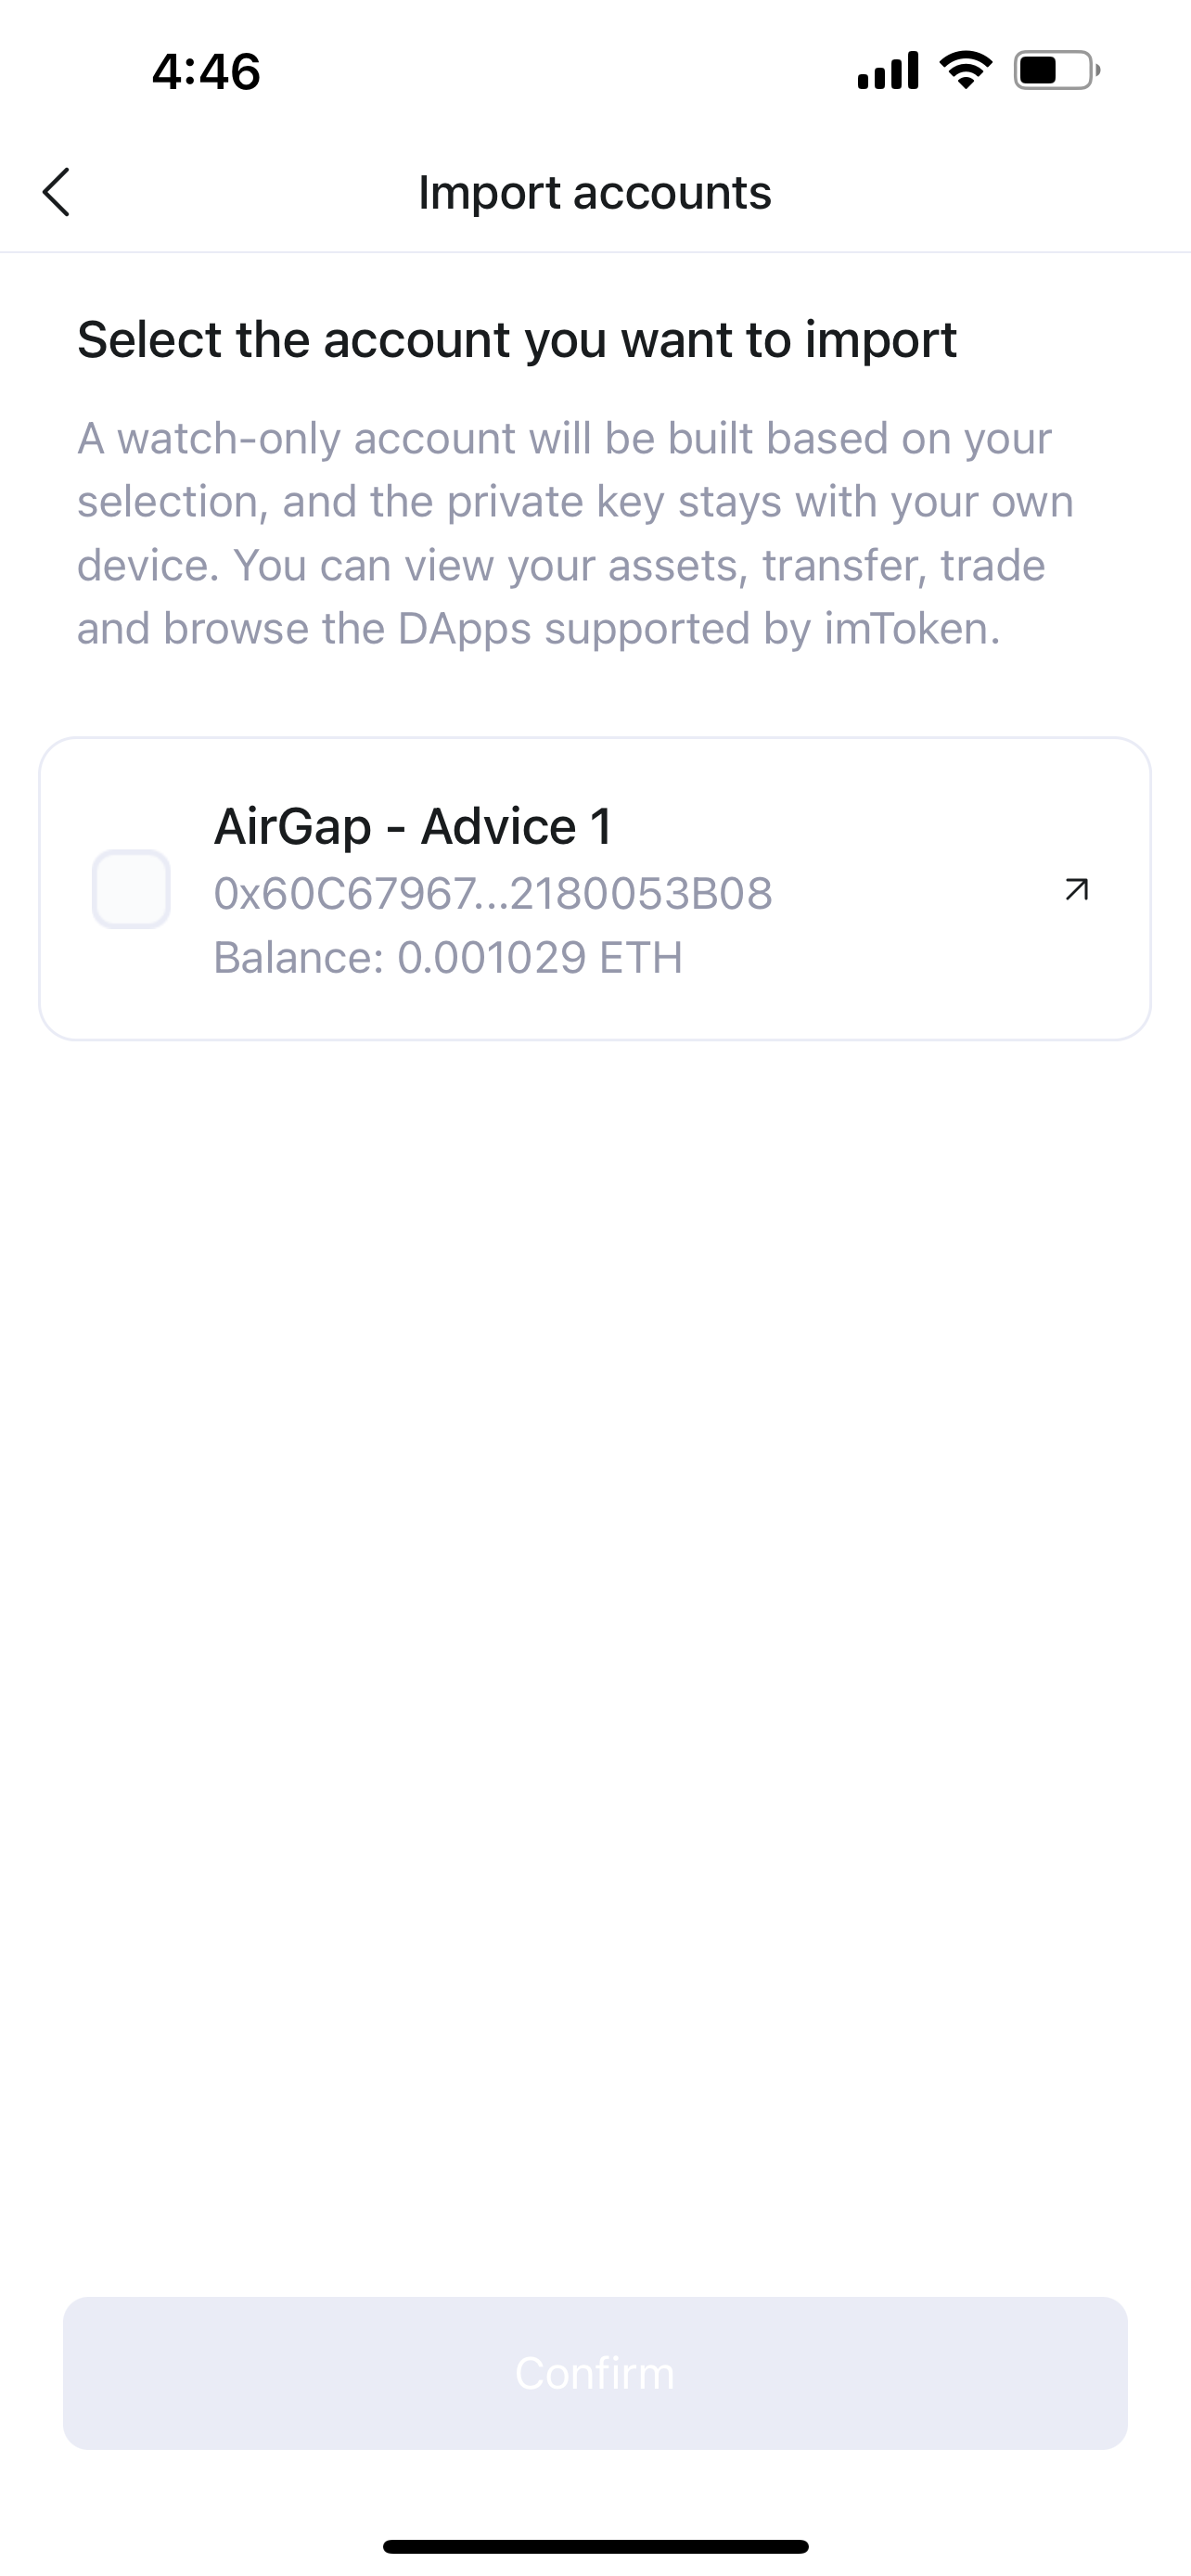 4:46
Import accounts
Select the account you want to import
A watch-only account will be built based on your
selection, and the private key stays with your own
device. You can view your assets, transfer, trade
and browse the DApps supported by imToken.
AirGap - Advice 1
0x60C67967...2180053B08
Balance: 0.001029 ETH
Confirm